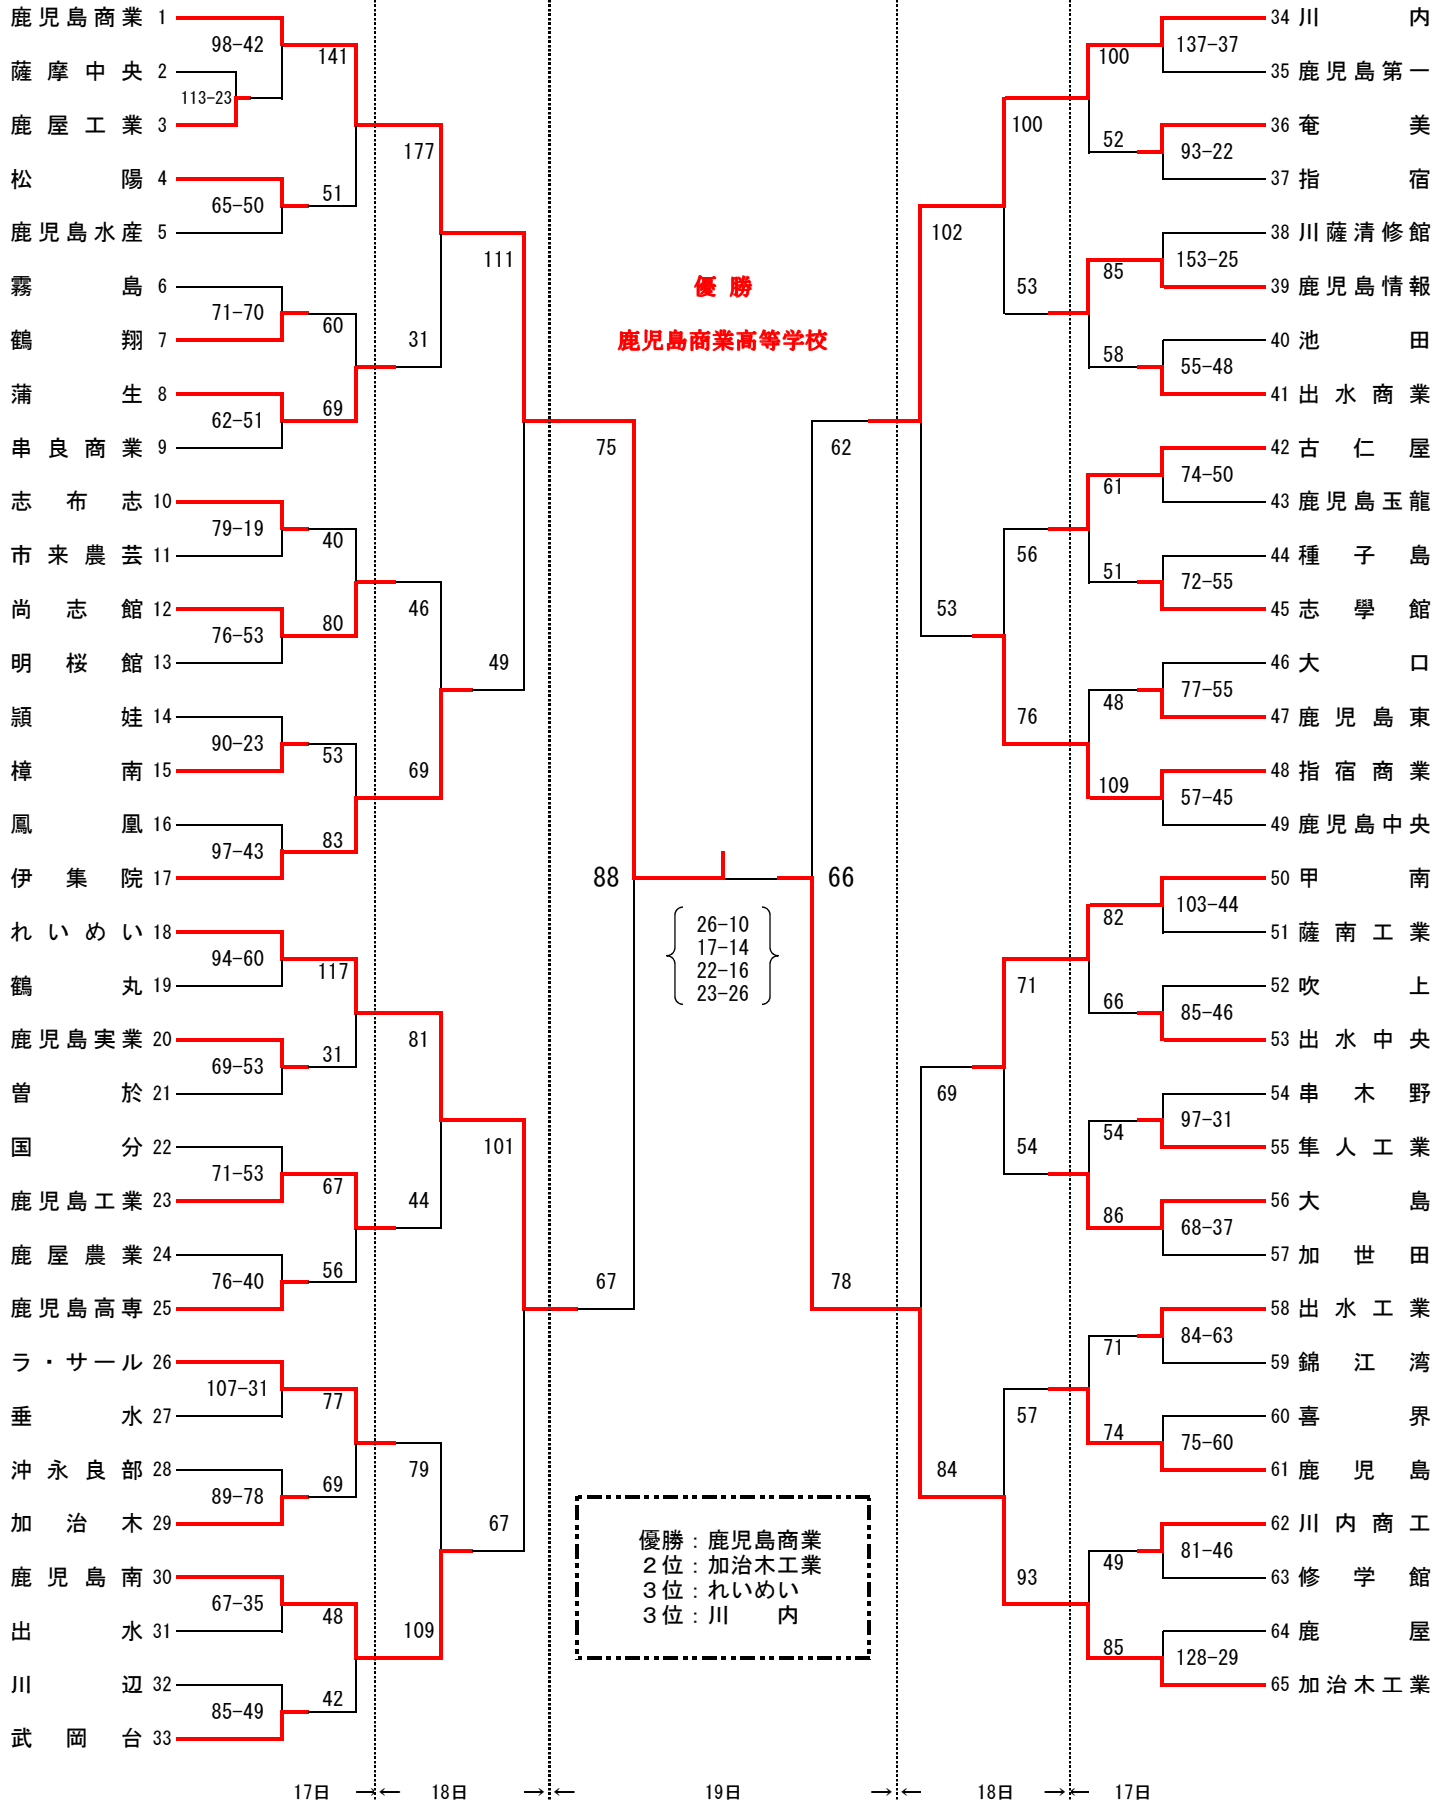 鹿児島商業 1
98-42
141
薩摩中央 2
113-23
鹿屋工業 3
177
松陽 4
51
65-50
鹿児島水産 5
111
霧島 6
71-70
60
31
鶴翔 7
蒲生 8
69
62-51
串良商業 9
75
志布志 10
79-19
40
市来農芸 11
尚志館 12
46
80
76-53
明桜館 13
49
頴娃 14
90-23
53
樟南 15
69
鳳凰 16
83
97-43
伊集院 17
88
れいめい 18
94-60
117
鶴丸 19
鹿児島実業 20
81
31
69-53
曽於 21
国分 22
101
71-53
67
鹿児島工業 23
44
鹿屋農業 24
56
76-40
鹿児島高専 25
67
ラ・サール 26
107-31
77
垂水 27
沖永良部 28
79
69
89-78
加治木 29
67
鹿児島南 30
67-35
48
出水 31
109
川辺 32
42
85-49
武岡台 33
優勝
鹿児島商業高等学校
26-10
17-14
22-16
23-26
優勝：鹿児島商業
２位：加治木工業
３位：れいめい
３位：川　内
34 川内
137-37
100
35 鹿児島第一
36 奄美
100
52
93-22
37 指宿
38 川薩清修館
102
153-25
85
39 鹿児島情報
53
40 池田
58
55-48
41 出水商業
42 古仁屋
62
74-50
61
43 鹿児島玉龍
44 種子島
56
51
72-55
45 志學館
53
46 大口
77-55
48
47 鹿児島東
76
48 指宿商業
109
57-45
49 鹿児島中央
50 甲南
66
103-44
82
51 薩南工業
52 吹上
71
66
85-46
53 出水中央
54 串木野
69
97-31
54
55 隼人工業
54
56 大島
86
68-37
57 加世田
78
58 出水工業
84-63
71
59 錦江湾
60 喜界
57
74
75-60
61 鹿児島
84
62 川内商工
81-46
49
63 修学館
93
64 鹿屋
85
128-29
65 加治木工業
17日 →← 18日 →← 19日 →← 18日 →← 17日